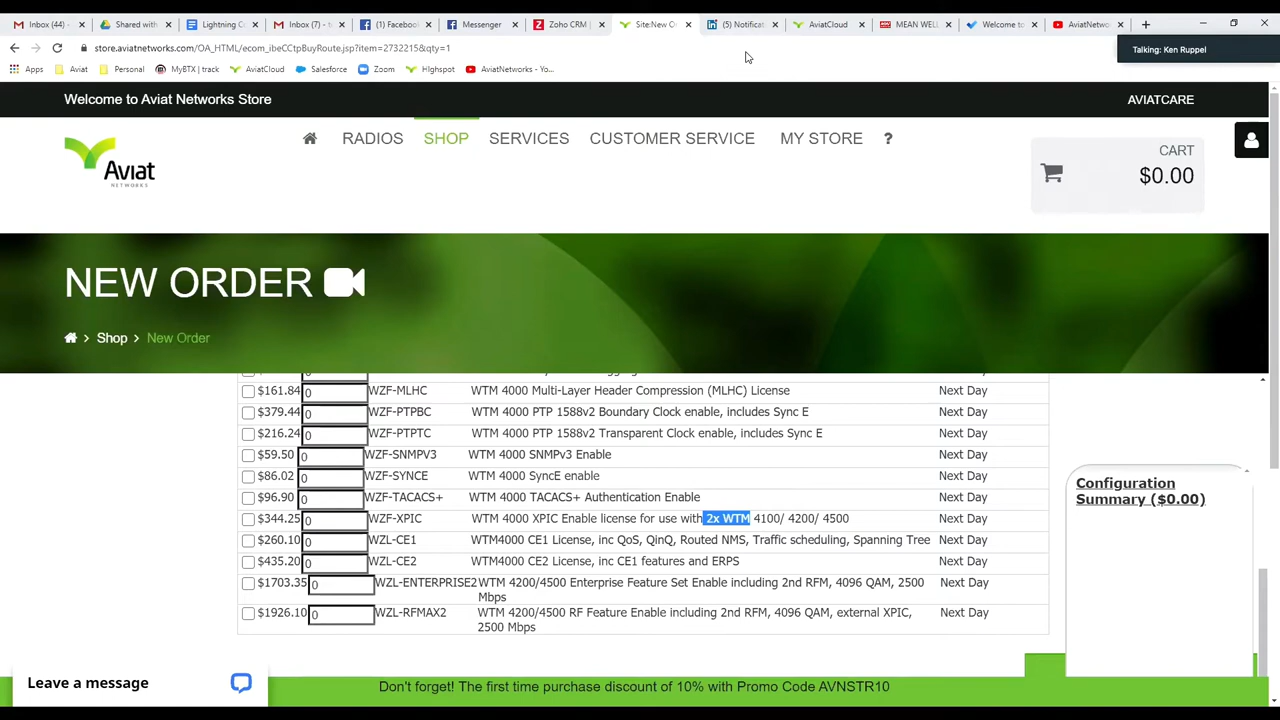 Inbox (44) -
Shared with
Lightning C
Inbox (7) - t
(1) Faceboo
Messenger
Zoho CRM
Site:New O
(5) Notificat
AviatCloud
MEAN WELL
Welcome to
AviatNetwo
store.aviatnetworks.com/OA_HTML/ecom_ibeCCtpBuyRoute.jsp?item=2732215&qty=1
Talking: Ken Ruppel
Apps Aviat Personal MyBTX | track AviatCloud Salesforce Zoom HIghspot AviatNetworks - Yo...
Welcome to Aviat Networks Store
AVIATCARE
RADIOS SHOP SERVICES CUSTOMER SERVICE MY STORE ?
Aviat
NETWORKS
CART
$0.00
NEW ORDER
> Shop > New Order
$161.84 0 WZF-MLHC WTM 4000 Multi-Layer Header Compression (MLHC) License Next Day
$379.44 0 WZF-PTPBC WTM 4000 PTP 1588v2 Boundary Clock enable, includes Sync E Next Day
$216.24 0 WZF-PTPTC WTM 4000 PTP 1588v2 Transparent Clock enable, includes Sync E Next Day
$59.50 0 WZF-SNMPV3 WTM 4000 SNMPv3 Enable Next Day
$86.02 0 WZF-SYNCE WTM 4000 SyncE enable Next Day
$96.90 0 WZF-TACACS+ WTM 4000 TACACS+ Authentication Enable Next Day
$344.25 0 WZF-XPIC WTM 4000 XPIC Enable license for use with 2x WTM 4100/ 4200/ 4500 Next Day
$260.10 0 WZL-CE1 WTM4000 CE1 License, inc QoS, QinQ, Routed NMS, Traffic scheduling, Spanning Tree Next Day
$435.20 0 WZL-CE2 WTM4000 CE2 License, inc CE1 features and ERPS Next Day
$1703.35 0 WZL-ENTERPRISE2 WTM 4200/4500 Enterprise Feature Set Enable including 2nd RFM, 4096 QAM, 2500 Next Day
Mbps
$1926.10 0 WZL-RFMAX2 WTM 4200/4500 RF Feature Enable including 2nd RFM, 4096 QAM, external XPIC, Next Day
2500 Mbps
Configuration
Summary ($0.00)
Leave a message
Don't forget! The first time purchase discount of 10% with Promo Code AVNSTR10